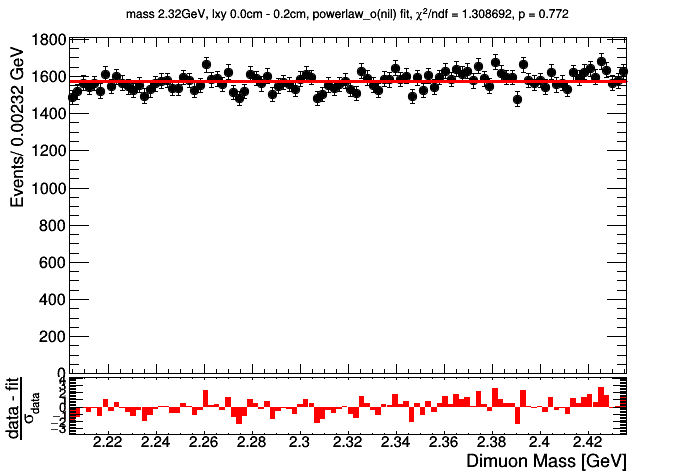 mass 2.32GeV, lxy 0.0cm - 0.2cm, powerlaw_o(nil) fit, χ²/ndf = 1.308692, p = 0.772
Events/ 0.00232 GeV
1800
1600
1400
1200
1000
800
600
400
200
0
data - fit
σdata
2.22 2.24 2.26 2.28 2.3 2.32 2.34 2.36 2.38 2.4 2.42
Dimuon Mass [GeV]